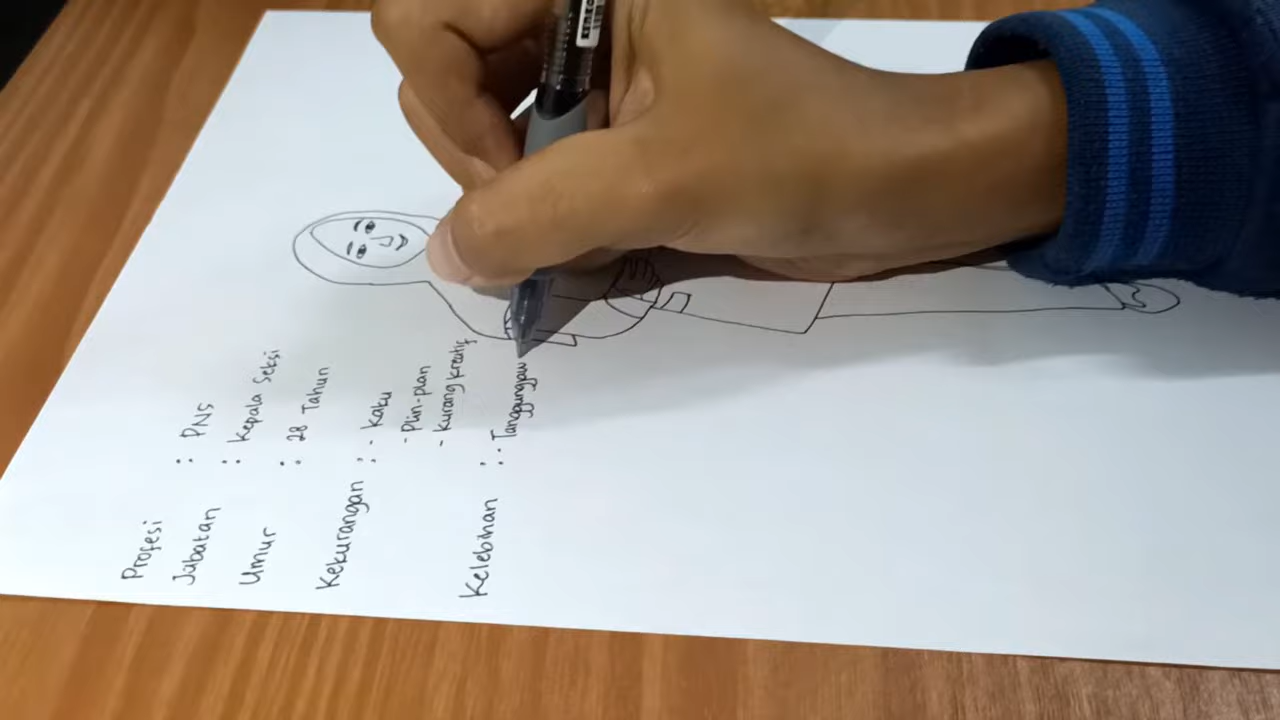 Profesi : PNS
Jabatan : Kepala Seksi
Umur : 28 Tahun
Kekurangan : - Kaku
- Plin-plan
- Kurang kreatif
Kelebihan : - Tanggungjaw